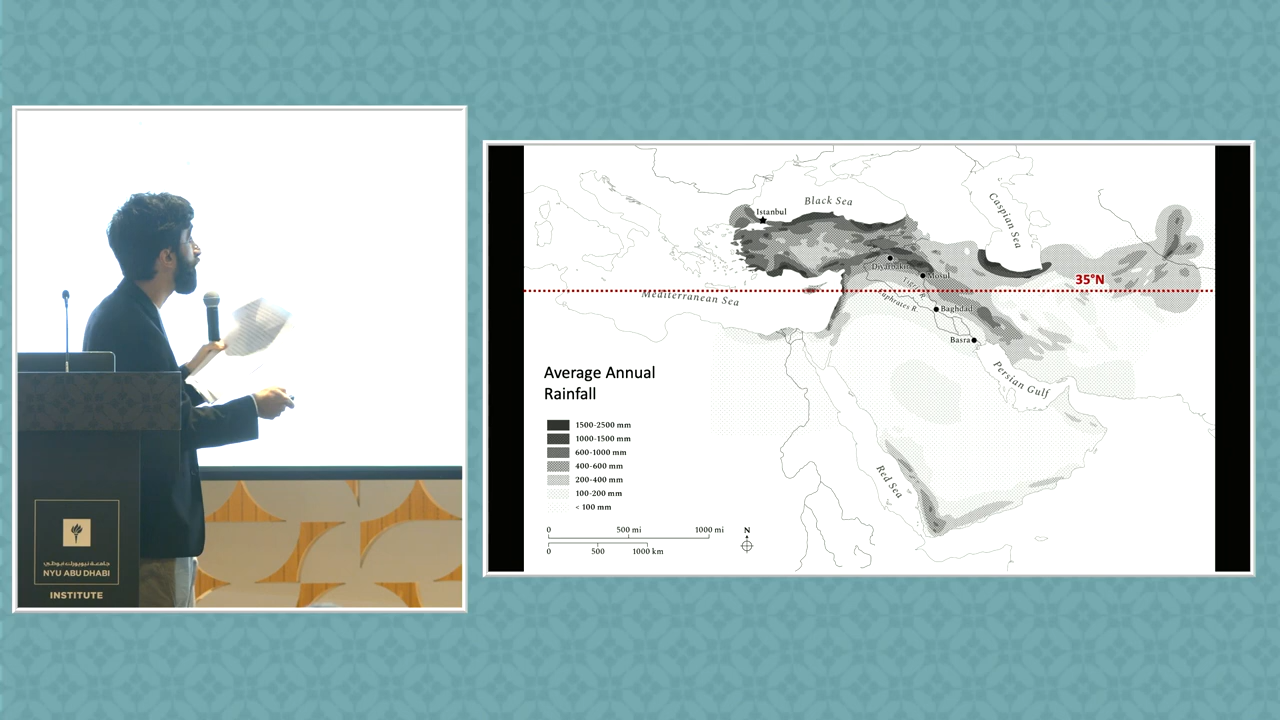 جامعة نيويورك أبوظبي
NYU ABU DHABI
INSTITUTE
Black Sea
Caspian Sea
Istanbul
Diyarbakır
Mosul
Tigris R.
35°N
Mediterranean Sea
Euphrates R.
Baghdad
Basra
Persian Gulf
Red Sea
Average Annual
Rainfall
1500-2500 mm
1000-1500 mm
600-1000 mm
400-600 mm
200-400 mm
100-200 mm
< 100 mm
0 500 mi 1000 mi
0 500 1000 km
N